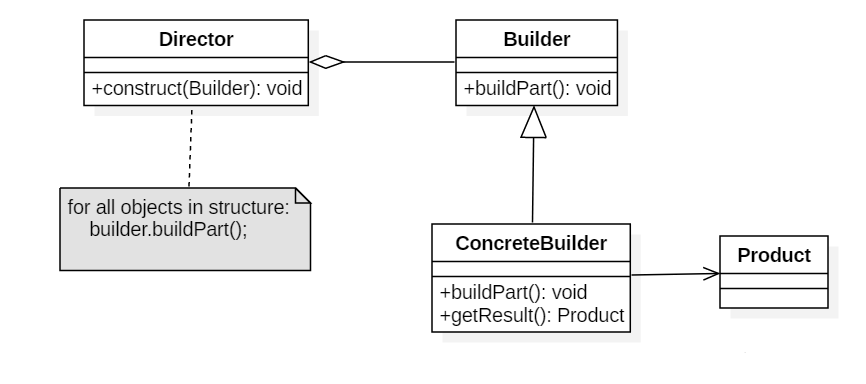 Director
+construct(Builder): void
Builder
+buildPart(): void
for all objects in structure:
builder.buildPart();
ConcreteBuilder
+buildPart(): void
+getResult(): Product
Product